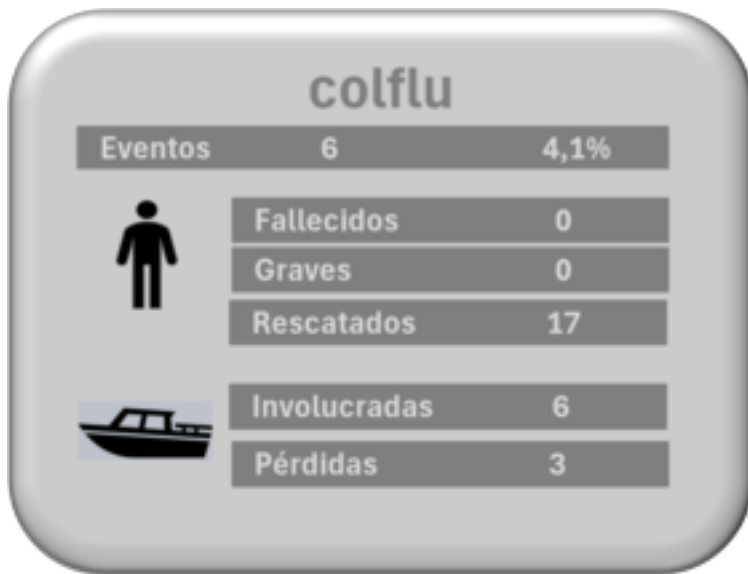 colflu
Eventos 6 4,1%
Fallecidos 0
Graves 0
Rescatados 17
Involucradas 6
Pérdidas 3